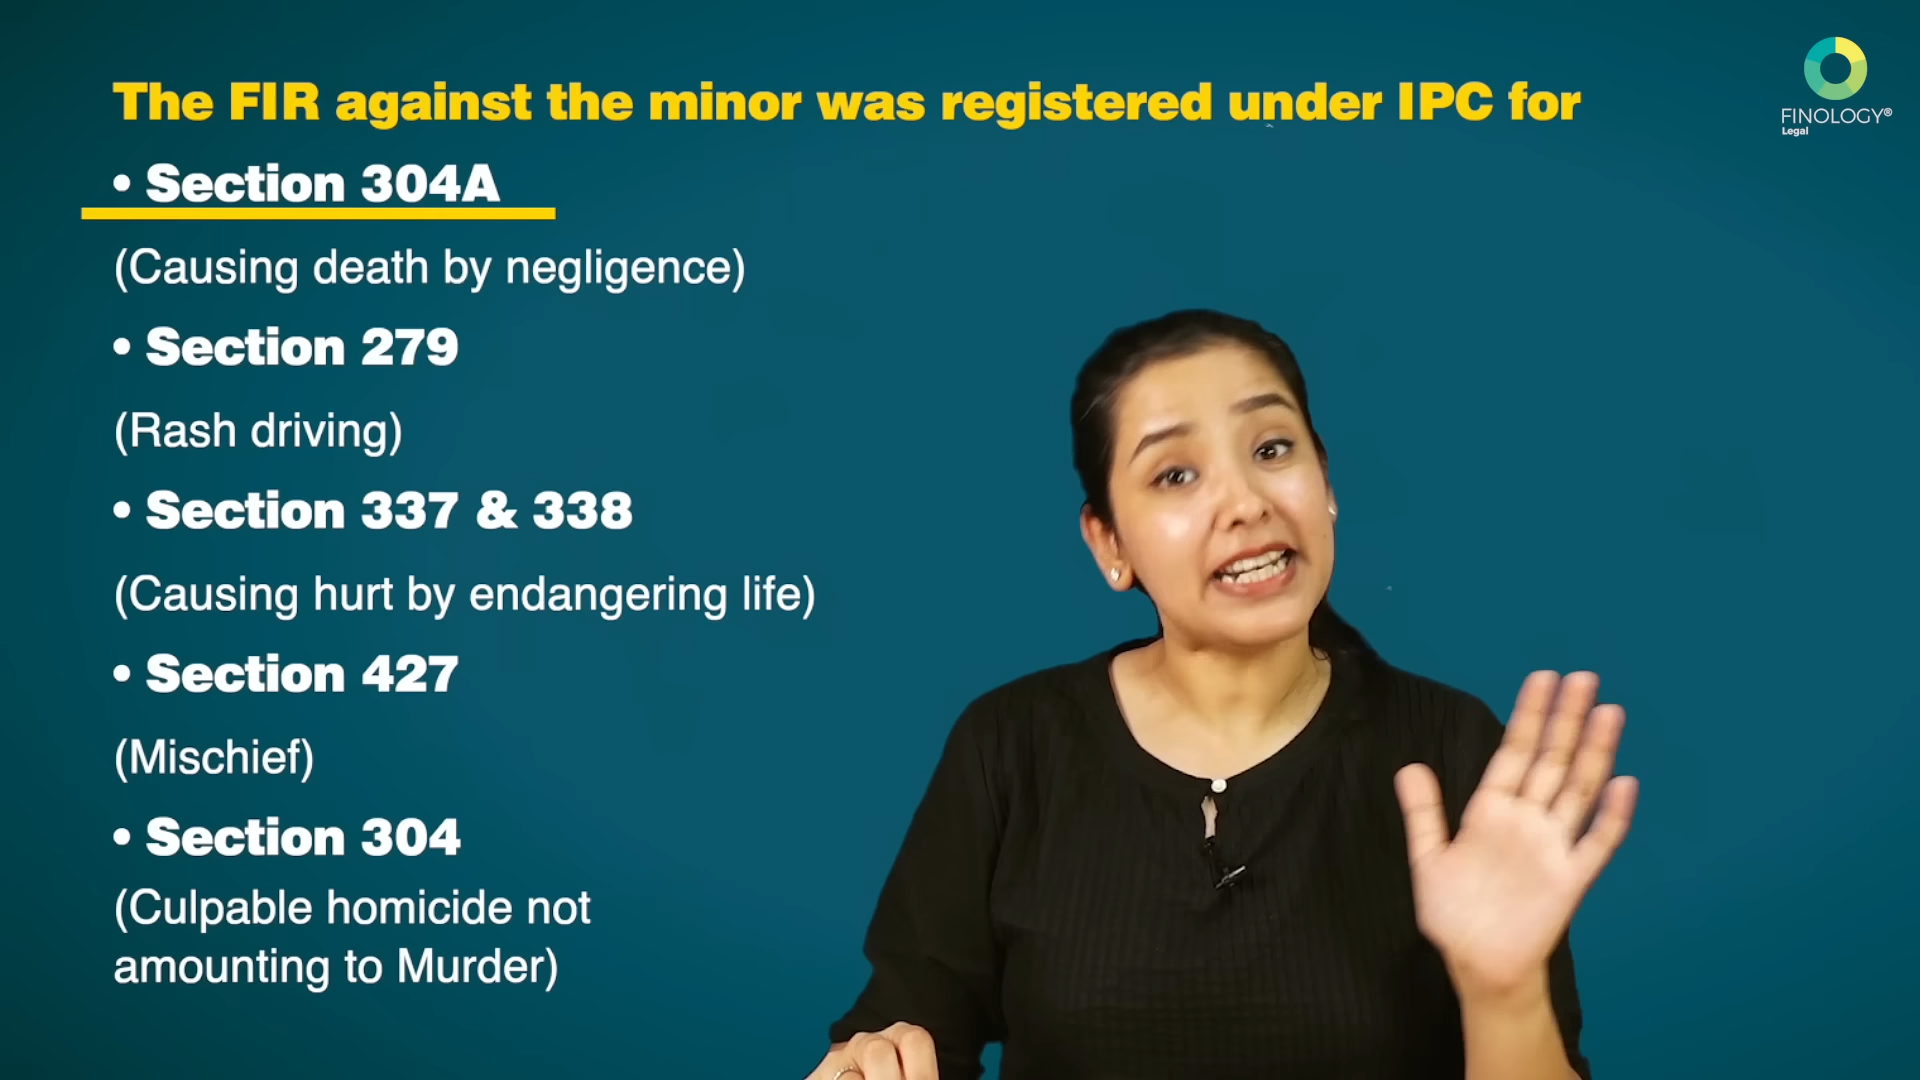 The FIR against the minor was registered under IPC for
• Section 304A
(Causing death by negligence)
• Section 279
(Rash driving)
• Section 337 & 338
(Causing hurt by endangering life)
• Section 427
(Mischief)
• Section 304
(Culpable homicide not
amounting to Murder)
FINOLOGY®
Legal